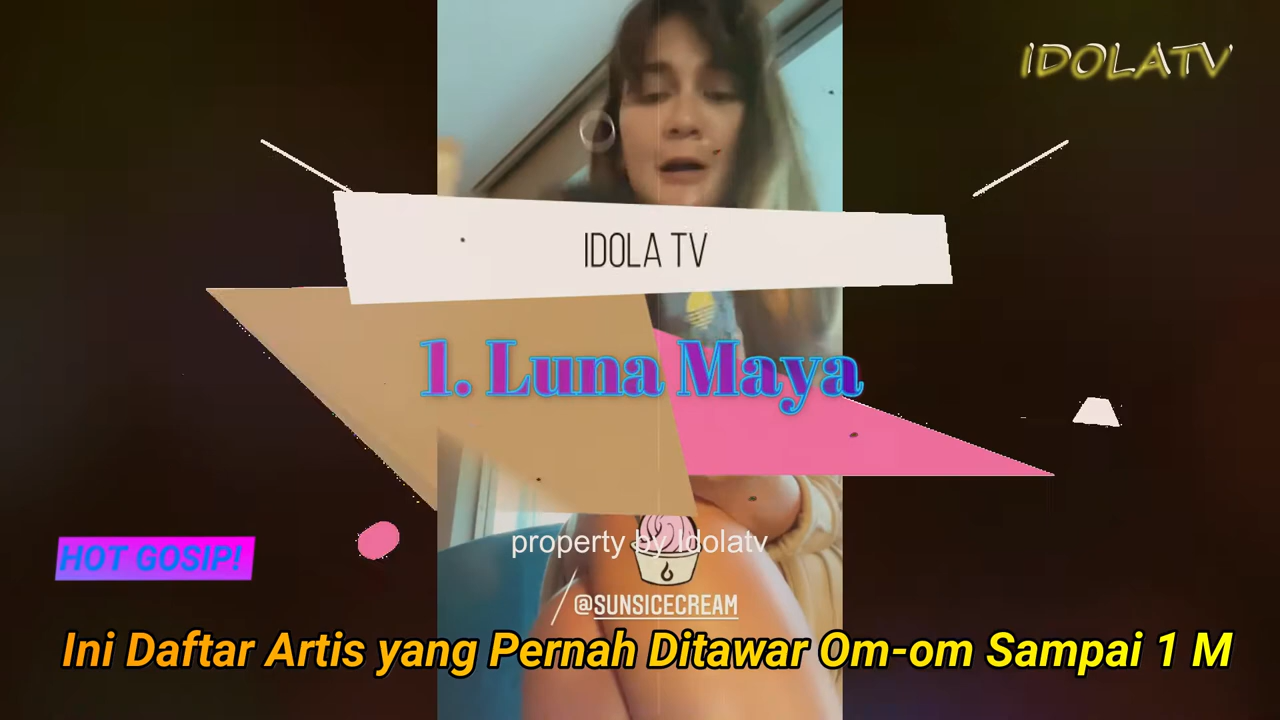 IDOLATV
IDOLA TV
1. Luna Maya
HOT GOSIP!
property by Idolatv
@SUNSICECREAM
Ini Daftar Artis yang Pernah Ditawar Om-om Sampai 1 M